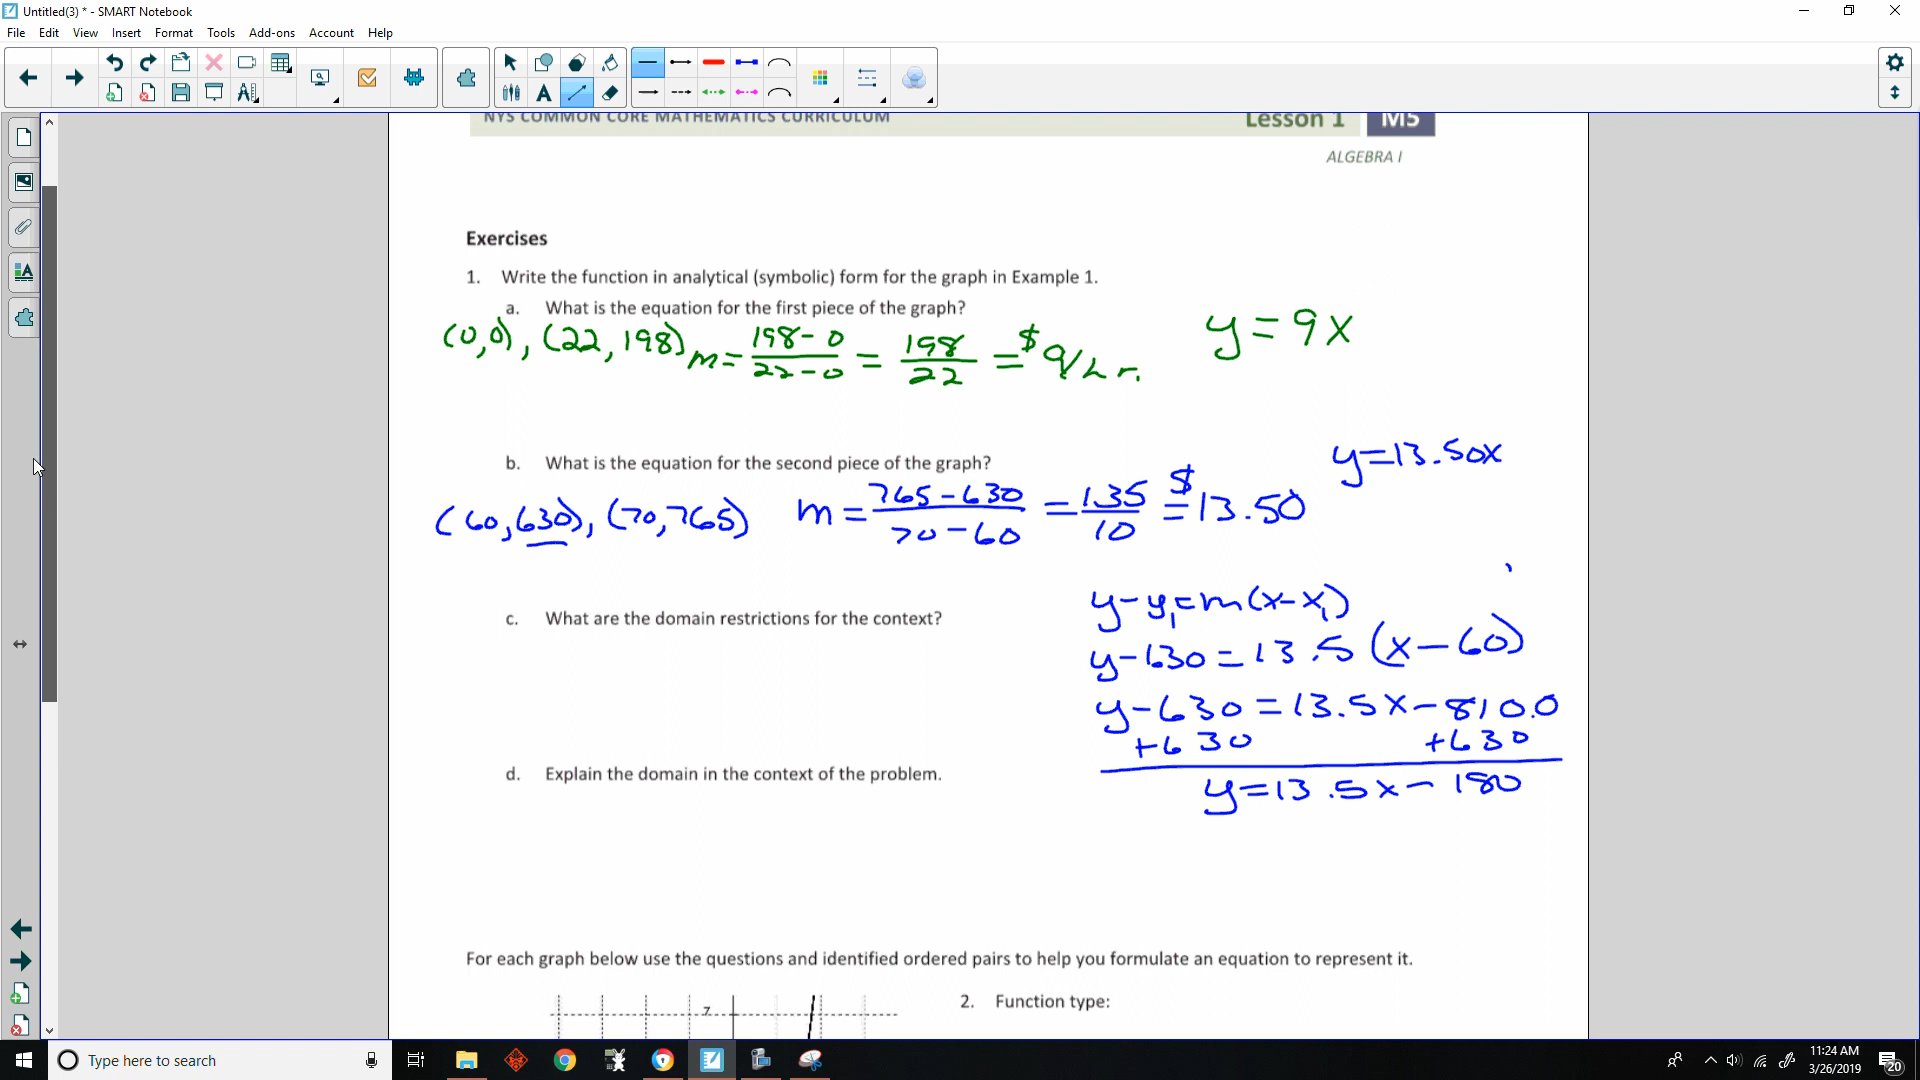 Untitled(3) * - SMART Notebook
File Edit View Insert Format Tools Add-ons Account Help
NYS COMMON CORE MATHEMATICS CURRICULUM Lesson 1 M5
ALGEBRA I
Exercises
1. Write the function in analytical (symbolic) form for the graph in Example 1.
a. What is the equation for the first piece of the graph?
(0,0), (22,198) m = 198-0 / 22-0 = 198 / 22 = $9/hr. y = 9x
b. What is the equation for the second piece of the graph? y=13.50x
(60,630), (70,765) m = 765-630 / 70-60 = 135 / 10 = $13.50
y-y₁=m(x-x₁)
c. What are the domain restrictions for the context?
y-630=13.5(x-60)
y-630=13.5x-810.0
+630 +630
d. Explain the domain in the context of the problem.
y=13.5x-180
For each graph below use the questions and identified ordered pairs to help you formulate an equation to represent it.
2. Function type:
7
Type here to search
11:24 AM
3/26/2019
20